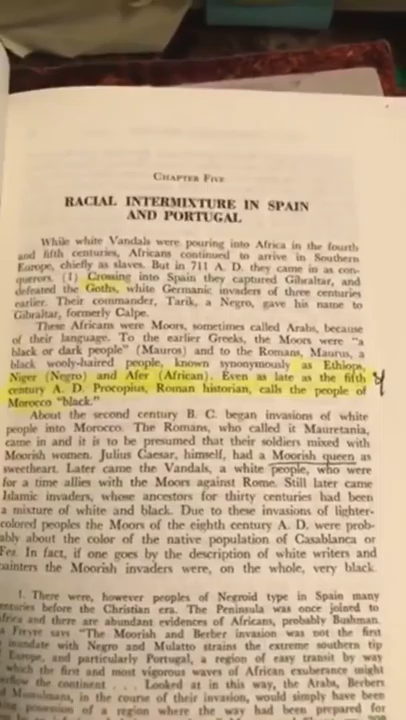 CHAPTER FIVE
RACIAL INTERMIXTURE IN SPAIN
AND PORTUGAL
While white Vandals were pouring into Africa in the fourth
and fifth centuries, Africans continued to arrive in Southern
Europe, chiefly as slaves. But in 711 A. D. they came in as con-
querors. (1) Crossing into Spain they captured Gibraltar, and
defeated the Goths, white Germanic invaders of three centuries
earlier. Their commander, Tarik, a Negro, gave his name to
Gibraltar, formerly Calpe.
These Africans were Moors, sometimes called Arabs, because
of their language. To the earlier Greeks, the Moors were "a
black or dark people" (Mauros) and to the Romans, Maurus, a
black wooly-haired people, known synonymously as Ethiops,
Niger (Negro) and Afer (African). Even as late as the fifth
century A. D. Procopius, Roman historian, calls the people of
Morocco "black."
About the second century B. C. began invasions of white
people into Morocco. The Romans, who called it Mauretania,
came in and it is to be presumed that their soldiers mixed with
Moorish women. Julius Caesar, himself, had a Moorish queen as
sweetheart. Later came the Vandals, a white people, who were
for a time allies with the Moors against Rome. Still later came
Islamic invaders, whose ancestors for thirty centuries had been
a mixture of white and black. Due to these invasions of lighter-
colored peoples the Moors of the eighth century A. D. were prob-
ably about the color of the native population of Casablanca or
Fez. In fact, if one goes by the description of white writers and
painters the Moorish invaders were, on the whole, very black.
1. There were, however peoples of Negroid type in Spain many
centuries before the Christian era. The Peninsula was once joined to
Africa and there are abundant evidences of Africans, probably Bushman.
Freyre says "The Moorish and Berber invasion was not the first
inundate with Negro and Mulatto strains the extreme southern tip
Europe, and particularly Portugal, a region of easy transit by way
which the first and most vigorous waves of African exuberance might
the continent . . . Looked at in this way, the Arabs, Berbers
Musulmans, in the course of their invasion, would simply have been
possession of a region where the way had been prepared for